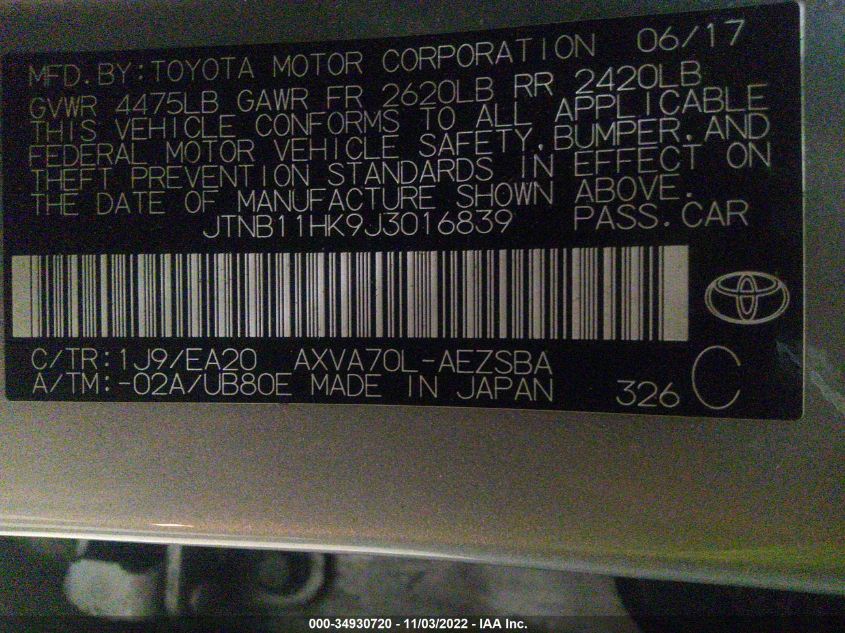 MFD.BY:TOYOTA MOTOR CORPORATION 06/17
GVWR 4475LB GAWR FR 2620LB RR 2420LB
THIS VEHICLE CONFORMS TO ALL APPLICABLE
FEDERAL MOTOR VEHICLE SAFETY,BUMPER,AND
THEFT PREVENTION STANDARDS IN EFFECT ON
THE DATE OF MANUFACTURE SHOWN ABOVE.
JTNB11HK9J3016839 PASS.CAR
C/TR:1J9/EA20 AXVA70L-AEZSBA C
A/TM:-02A/UB80E MADE IN JAPAN 326
000-34930720 - 11/03/2022 - IAA Inc.